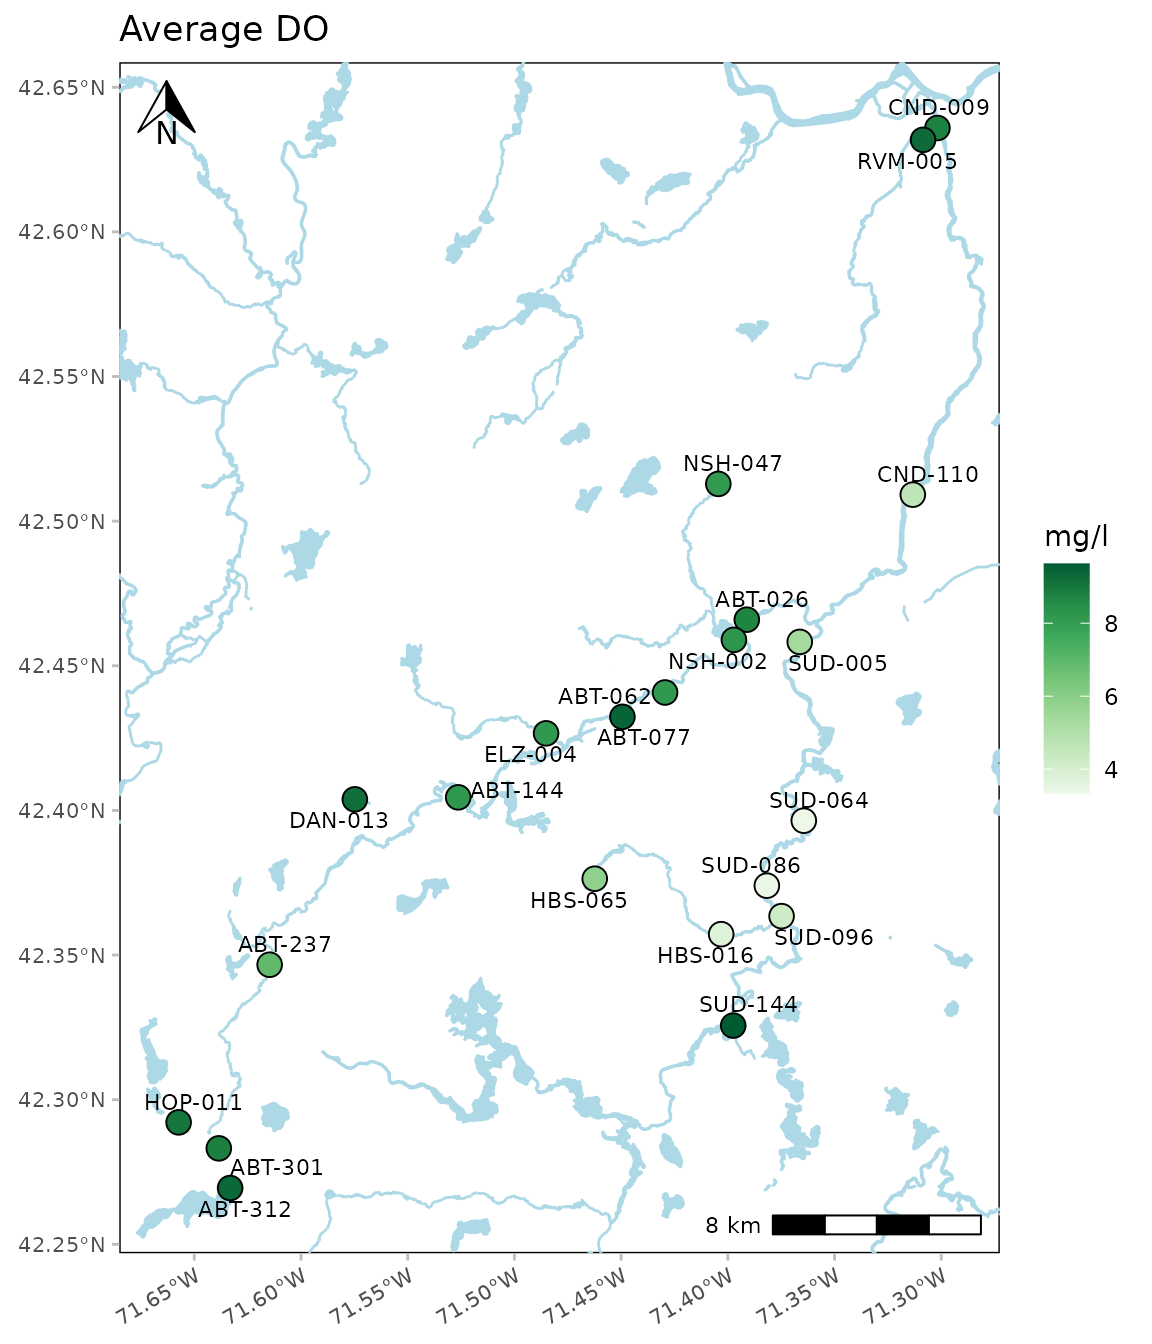 Average DO
42.65°N
N
CND-009
RVM-005
42.60°N
42.55°N
NSH-047
CND-110
42.50°N
mg/l
ABT-026
8
NSH-002
SUD-005
42.45°N
ABT-062
6
ABT-077
ELZ-004
4
ABT-144
SUD-064
42.40°N
DAN-013
SUD-086
HBS-065
SUD-096
ABT-237
42.35°N
HBS-016
SUD-144
42.30°N
HOP-011
ABT-301
ABT-312
8 km
42.25°N
71.65°W
71.60°W
71.55°W
71.50°W
71.45°W
71.40°W
71.35°W
71.30°W